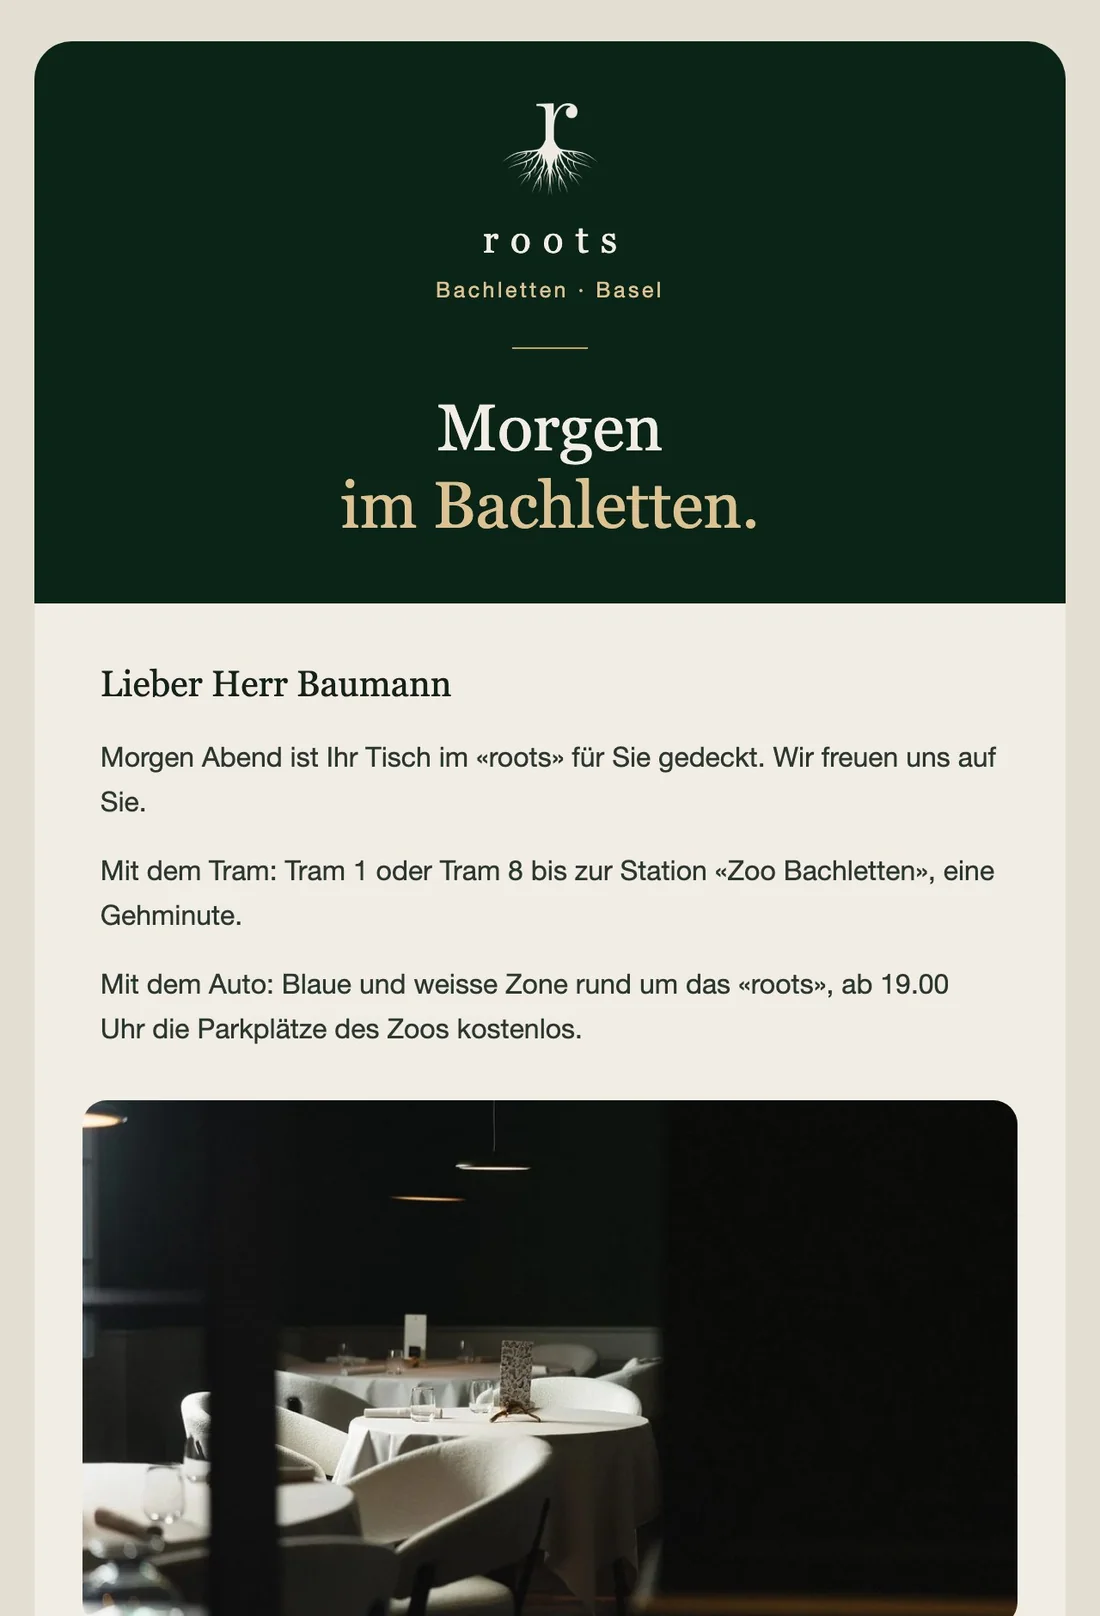 r
roots
Bachletten · Basel
Morgen
im Bachletten.
Lieber Herr Baumann
Morgen Abend ist Ihr Tisch im «roots» für Sie gedeckt. Wir freuen uns auf
Sie.
Mit dem Tram: Tram 1 oder Tram 8 bis zur Station «Zoo Bachletten», eine
Gehminute.
Mit dem Auto: Blaue und weisse Zone rund um das «roots», ab 19.00
Uhr die Parkplätze des Zoos kostenlos.